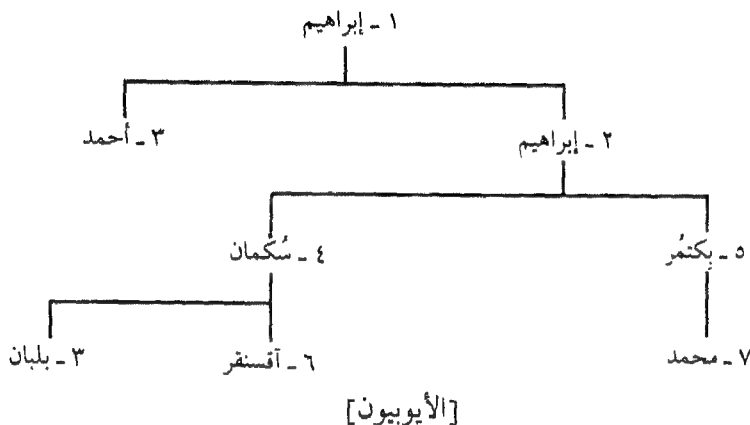 ١ - إبراهيم
٢ - إبراهيم
٣ - أحمد
٥ - بِكتمُر
٤ - سُكمان
٧ - محمد
٦ - آقسنقر
٣ - بلبان
[الأيوبيون]